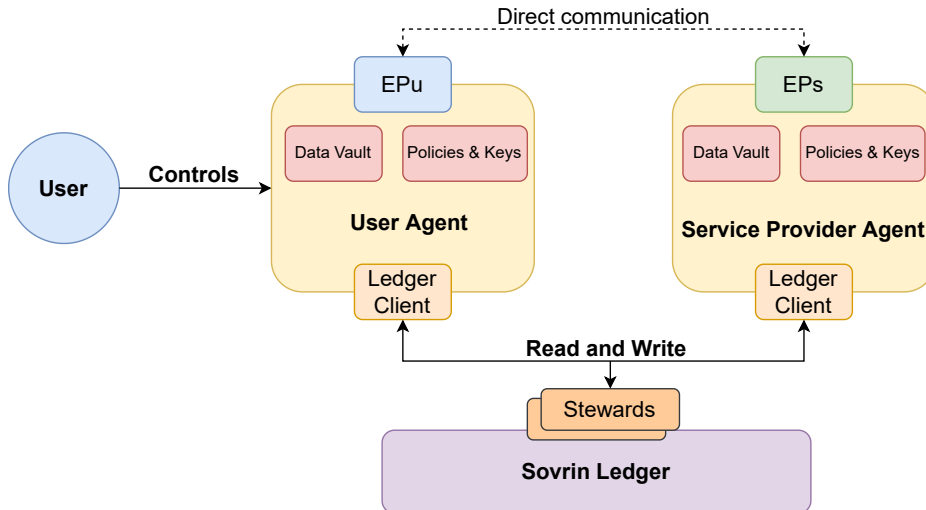 Direct communication
EPu
EPs
Data Vault
Policies & Keys
Data Vault
Policies & Keys
User
Controls
User Agent
Service Provider Agent
Ledger
Client
Ledger
Client
Read and Write
Stewards
Sovrin Ledger